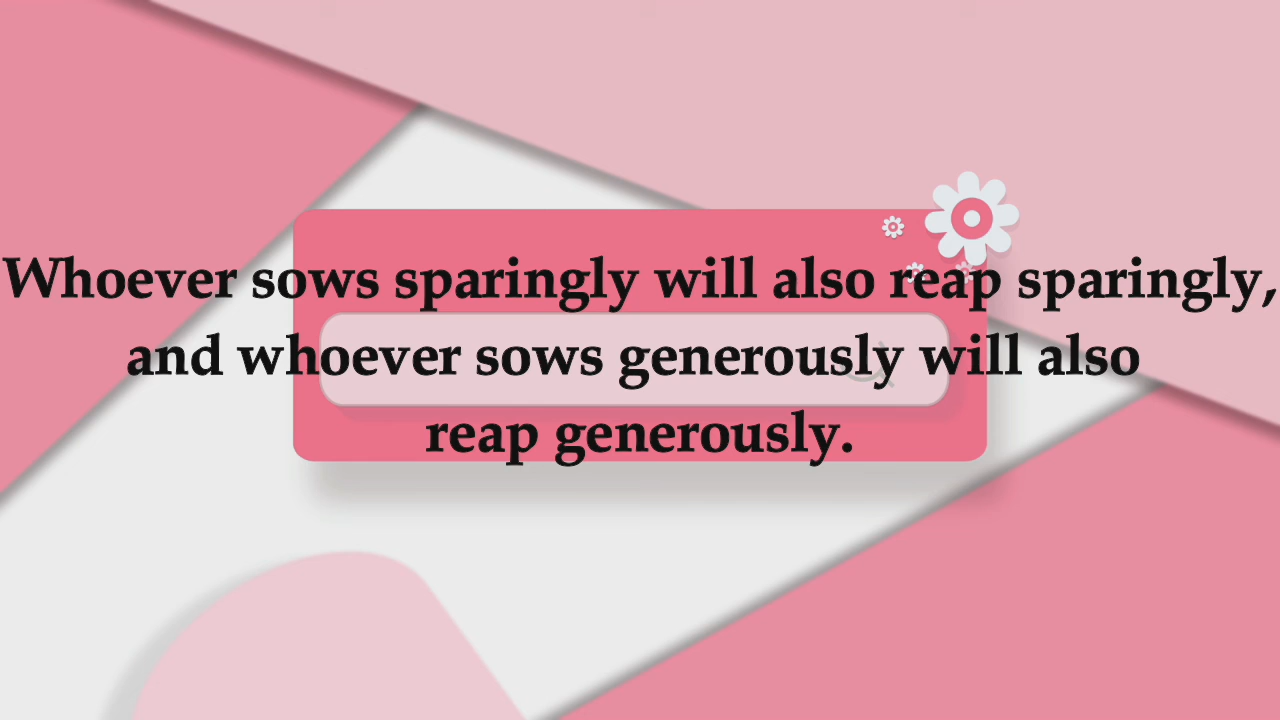 Whoever sows sparingly will also reap sparingly,
and whoever sows generously will also
reap generously.